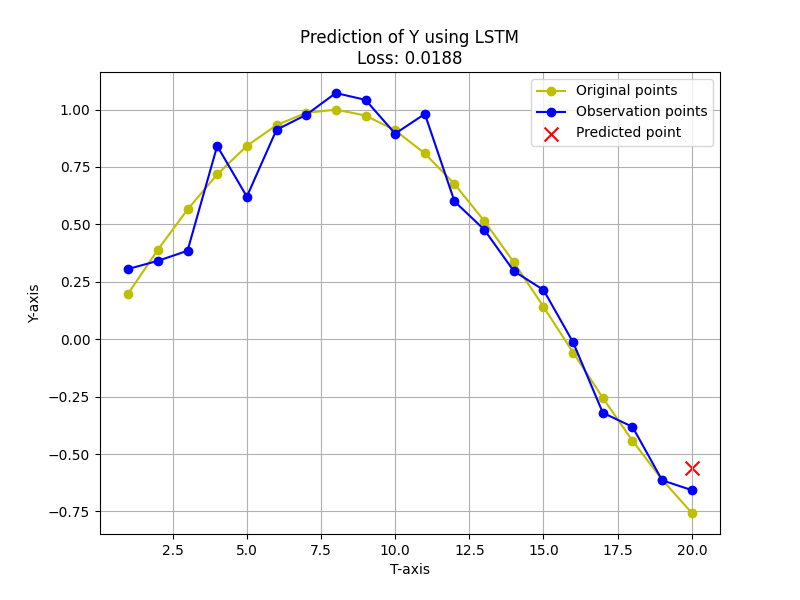 Prediction of Y using LSTM
Loss: 0.0188
Original points
Observation points
Predicted point
Y-axis
1.00
0.75
0.50
0.25
0.00
−0.25
−0.50
−0.75
2.5 5.0 7.5 10.0 12.5 15.0 17.5 20.0
T-axis